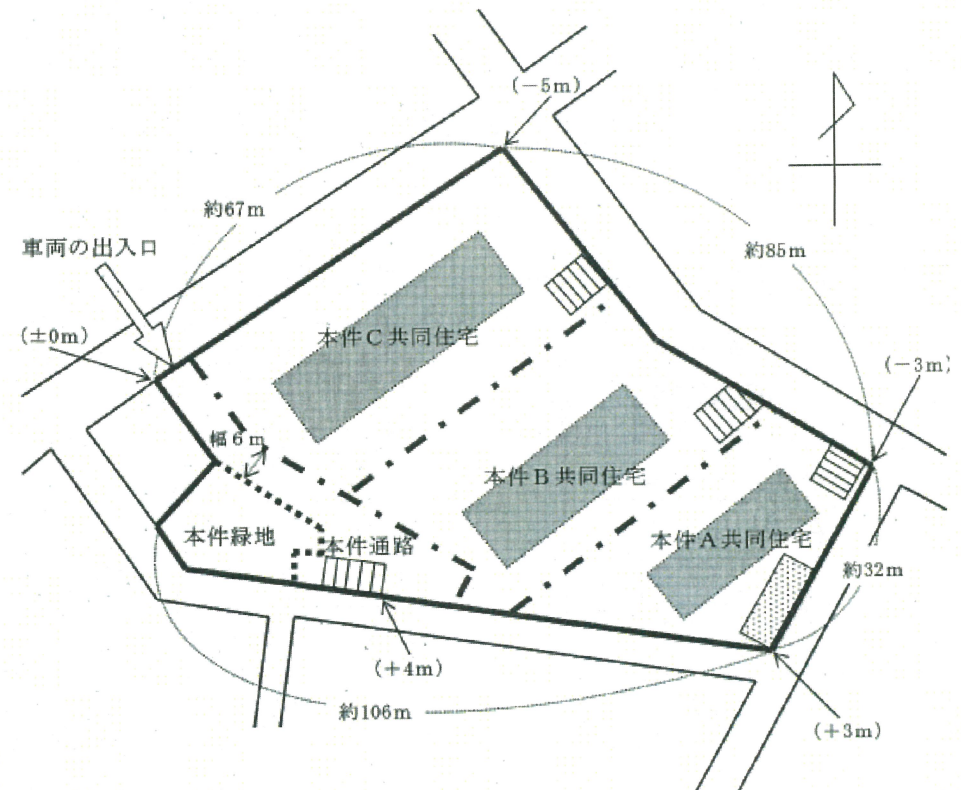 (－5m)
約67m
車両の出入口
約85m
(±0m)
本件C共同住宅
(－3m)
幅6m
本件B共同住宅
本件緑地
本件通路
本件A共同住宅
約32m
(＋4m)
約106m
(＋3m)